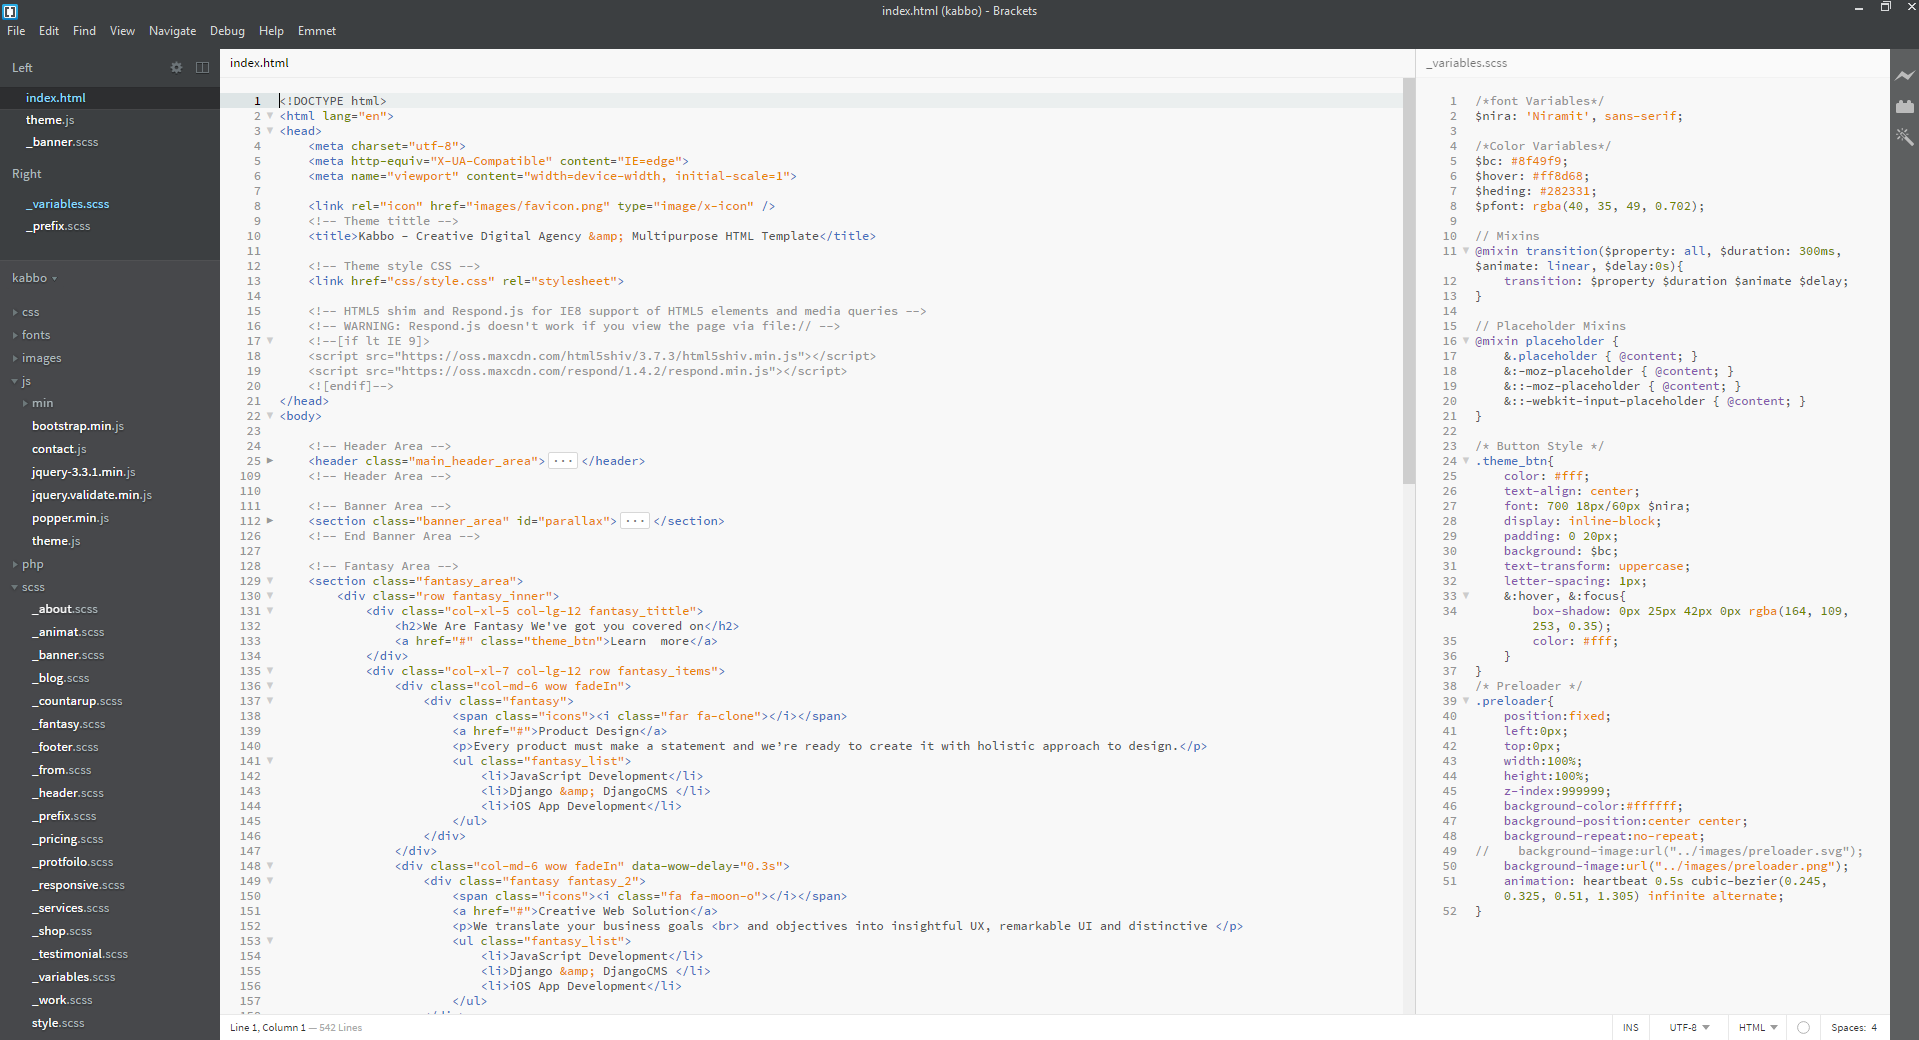 index.html (kabbo) - Brackets
File Edit Find View Navigate Debug Help Emmet
Left
index.html
theme.js
_banner.scss
Right
_variables.scss
_prefix.scss
kabbo
css
fonts
images
js
min
bootstrap.min.js
contact.js
jquery-3.3.1.min.js
jquery.validate.min.js
popper.min.js
theme.js
php
scss
_about.scss
_animat.scss
_banner.scss
_blog.scss
_countarup.scss
_fantasy.scss
_footer.scss
_from.scss
_header.scss
_prefix.scss
_pricing.scss
_protfoilo.scss
_responsive.scss
_services.scss
_shop.scss
_testimonial.scss
_variables.scss
_work.scss
style.scss
index.html
1 <!DOCTYPE html>
2 <html lang="en">
3 <head>
4 <meta charset="utf-8">
5 <meta http-equiv="X-UA-Compatible" content="IE=edge">
6 <meta name="viewport" content="width=device-width, initial-scale=1">
7
8 <link rel="icon" href="images/favicon.png" type="image/x-icon" />
9 <!-- Theme tittle -->
10 <title>Kabbo - Creative Digital Agency &amp; Multipurpose HTML Template</title>
11
12 <!-- Theme style CSS -->
13 <link href="css/style.css" rel="stylesheet">
14
15 <!-- HTML5 shim and Respond.js for IE8 support of HTML5 elements and media queries -->
16 <!-- WARNING: Respond.js doesn't work if you view the page via file:// -->
17 <!--[if lt IE 9]>
18 <script src="https://oss.maxcdn.com/html5shiv/3.7.3/html5shiv.min.js"></script>
19 <script src="https://oss.maxcdn.com/respond/1.4.2/respond.min.js"></script>
20 <![endif]-->
21 </head>
22 <body>
23
24 <!-- Header Area -->
25 <header class="main_header_area">...</header>
109 <!-- Header Area -->
110
111 <!-- Banner Area -->
112 <section class="banner_area" id="parallax">...</section>
126 <!-- End Banner Area -->
127
128 <!-- Fantasy Area -->
129 <section class="fantasy_area">
130 <div class="row fantasy_inner">
131 <div class="col-xl-5 col-lg-12 fantasy_tittle">
132 <h2>We Are Fantasy We've got you covered on</h2>
133 <a href="#" class="theme_btn">Learn  more</a>
134 </div>
135 <div class="col-xl-7 col-lg-12 row fantasy_items">
136 <div class="col-md-6 wow fadeIn">
137 <div class="fantasy">
138 <span class="icons"><i class="far fa-clone"></i></span>
139 <a href="#">Product Design</a>
140 <p>Every product must make a statement and we’re ready to create it with holistic approach to design.</p>
141 <ul class="fantasy_list">
142 <li>JavaScript Development</li>
143 <li>Django &amp; DjangoCMS </li>
144 <li>iOS App Development</li>
145 </ul>
146 </div>
147 </div>
148 <div class="col-md-6 wow fadeIn" data-wow-delay="0.3s">
149 <div class="fantasy fantasy_2">
150 <span class="icons"><i class="fa fa-moon-o"></i></span>
151 <a href="#">Creative Web Solution</a>
152 <p>We translate your business goals <br> and objectives into insightful UX, remarkable UI and distinctive </p>
153 <ul class="fantasy_list">
154 <li>JavaScript Development</li>
155 <li>Django &amp; DjangoCMS </li>
156 <li>iOS App Development</li>
157 </ul>
_variables.scss
1 /*font Variables*/
2 $nira: 'Niramit', sans-serif;
3
4 /*Color Variables*/
5 $bc: #8f49f9;
6 $hover: #ff8d68;
7 $heding: #282331;
8 $pfont: rgba(40, 35, 49, 0.702);
9
10 // Mixins
11 @mixin transition($property: all, $duration: 300ms,
$animate: linear, $delay:0s){
12 transition: $property $duration $animate $delay;
13 }
14
15 // Placeholder Mixins
16 @mixin placeholder {
17 &.placeholder { @content; }
18 &:-moz-placeholder { @content; }
19 &::-moz-placeholder { @content; }
20 &::-webkit-input-placeholder { @content; }
21 }
22
23 /* Button Style */
24 .theme_btn{
25 color: #fff;
26 text-align: center;
27 font: 700 18px/60px $nira;
28 display: inline-block;
29 padding: 0 20px;
30 background: $bc;
31 text-transform: uppercase;
32 letter-spacing: 1px;
33 &:hover, &:focus{
34 box-shadow: 0px 25px 42px 0px rgba(164, 109,
253, 0.35);
35 color: #fff;
36 }
37 }
38 /* Preloader */
39 .preloader{
40 position:fixed;
41 left:0px;
42 top:0px;
43 width:100%;
44 height:100%;
45 z-index:999999;
46 background-color:#ffffff;
47 background-position:center center;
48 background-repeat:no-repeat;
49 // background-image:url("../images/preloader.svg");
50 background-image:url("../images/preloader.png");
51 animation: heartbeat 0.5s cubic-bezier(0.245,
0.325, 0.51, 1.305) infinite alternate;
52 }
Line 1, Column 1 — 542 Lines
INS UTF-8 HTML Spaces: 4